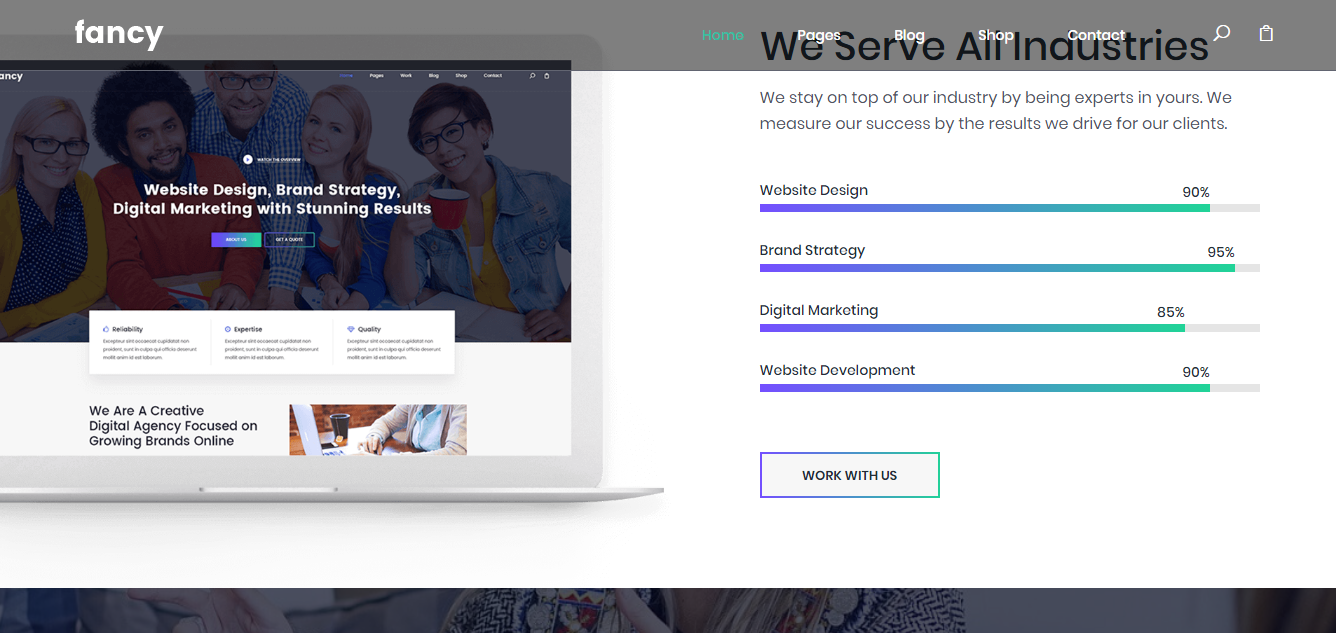 fancy
Home Pages Blog Shop Contact
We Serve All Industries
We stay on top of our industry by being experts in yours. We
measure our success by the results we drive for our clients.
Website Design 90%
Brand Strategy 95%
Digital Marketing 85%
Website Development 90%
WORK WITH US
ancy
Home Pages Work Blog Shop Contact
WATCH THE OVERVIEW
Website Design, Brand Strategy,
Digital Marketing with Stunning Results
ABOUT US GET A QUOTE
Reliability
Excepteur sint occaecat cupidatat non
proident, sunt in culpa qui officia deserunt
mollit anim id est laborum.
Expertise
Excepteur sint occaecat cupidatat non
proident, sunt in culpa qui officia deserunt
mollit anim id est laborum.
Quality
Excepteur sint occaecat cupidatat non
proident, sunt in culpa qui officia deserunt
mollit anim id est laborum.
We Are A Creative
Digital Agency Focused on
Growing Brands Online